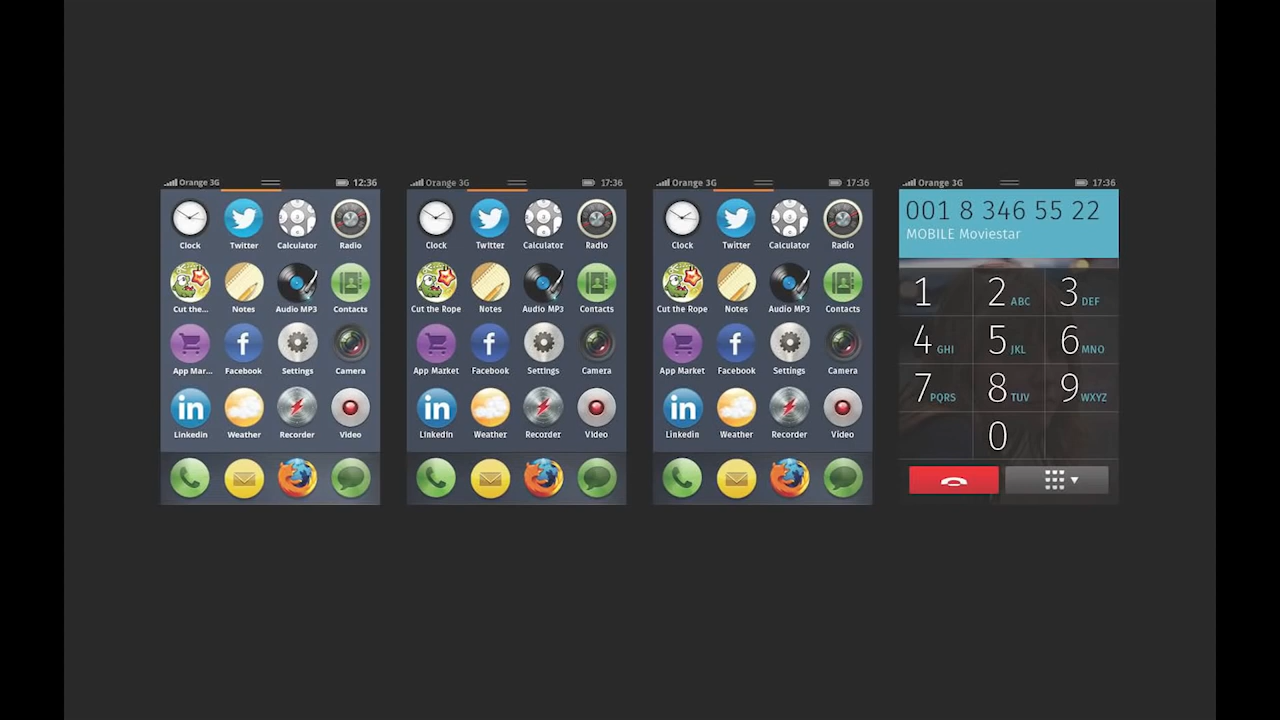 Orange 3G 12:36
Clock Twitter Calculator Radio
Cut the... Notes Audio MP3 Contacts
App Mar... Facebook Settings Camera
Linkedin Weather Recorder Video
Orange 3G 17:36
Clock Twitter Calculator Radio
Cut the Rope Notes Audio MP3 Contacts
App Market Facebook Settings Camera
Linkedin Weather Recorder Video
Orange 3G 17:36
Clock Twitter Calculator Radio
Cut the Rope Notes Audio MP3 Contacts
App Market Facebook Settings Camera
Linkedin Weather Recorder Video
Orange 3G 17:36
001 8 346 55 22
MOBILE Moviestar
1 2 ABC 3 DEF
4 GHI 5 JKL 6 MNO
7 PQRS 8 TUV 9 WXYZ
0